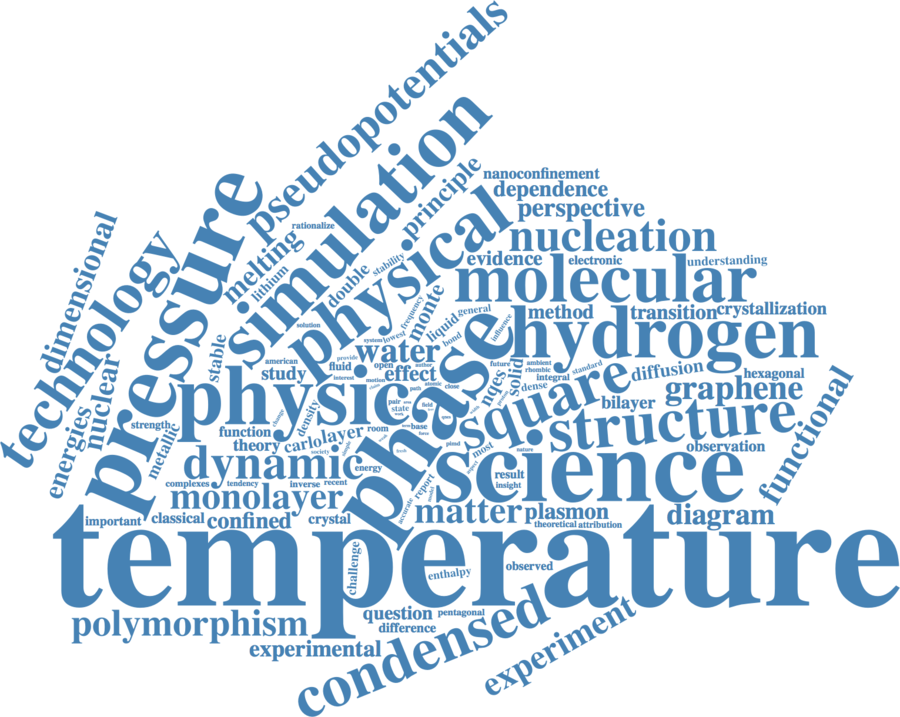 pseudopotentials
simulation
pressure
technology
dimensional
physical
principle
melting
rationalize
lithium
double
stability
nanoconfinement
dependence
perspective
nucleation
evidence
electronic
understanding
molecular
frequency
monte
liquid
general
bond
influence
method
transition
crystallization
hydrogen
phase
solution
system
lowest
stable
nuclear
energies
american
provide
study
fluid
interest
water
open
author
effect
motion
atomic
close
future
nqes
solid
ambient
rhombic
integral
standard
dense
diffusion
hexagonal
graphene
bilayer
square
structure
functional
physics
strength
metallic
function
theory
density
change
carlo
layer
room
pair
state
path
field
base
force
society
dynamic
energy
science
most
nature
observation
complexes
tendency
inverse
recent
monolayer
report
accurate
model
result
insight
important
classical
confined
crystal
matter
plasmon
theoretical
attribution
diagram
temperature
challenge
enthalpy
observed
polymorphism
question
pentagonal
difference
experimental
condensed
experiment